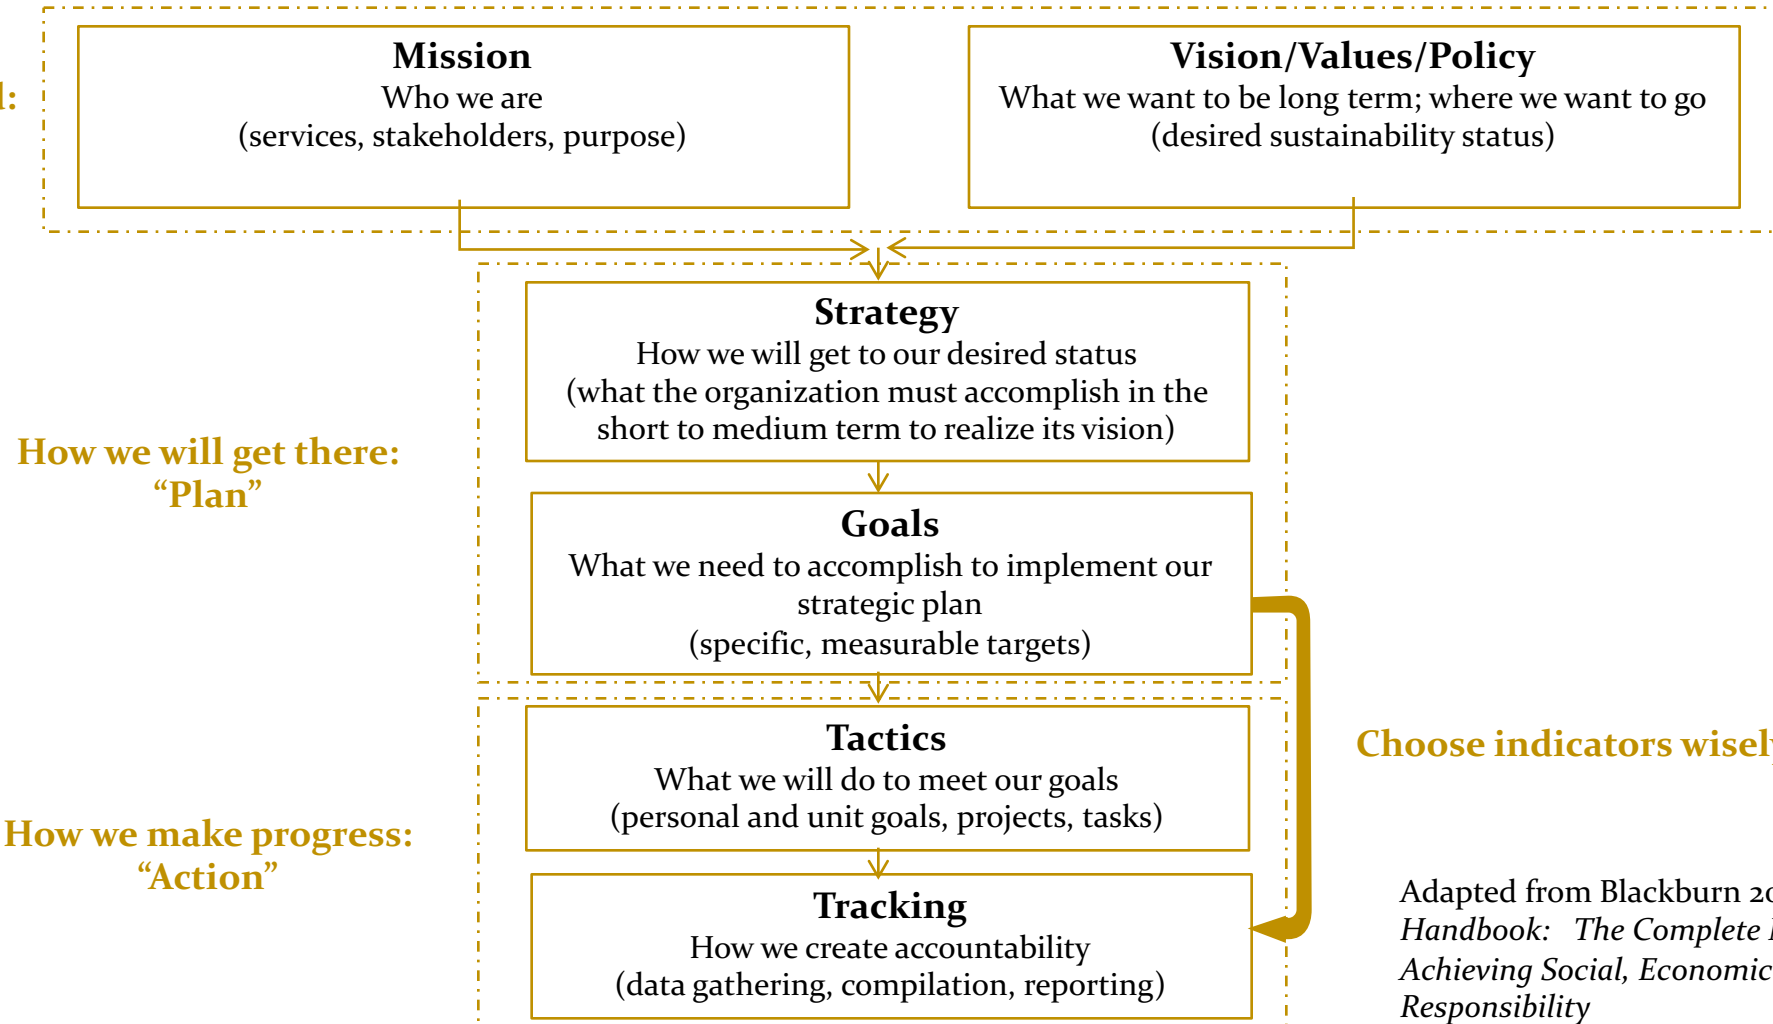 Mission
Who we are
(services, stakeholders, purpose)
Vision/Values/Policy
What we want to be long term; where we want to go
(desired sustainability status)
Strategy
How we will get to our desired status
(what the organization must accomplish in the
short to medium term to realize its vision)
How we will get there:
“Plan”
Goals
What we need to accomplish to implement our
strategic plan
(specific, measurable targets)
Tactics
What we will do to meet our goals
(personal and unit goals, projects, tasks)
Choose indicators wisely
How we make progress:
“Action”
Tracking
How we create accountability
(data gathering, compilation, reporting)
Adapted from Blackburn
Handbook: The Complete
Achieving Social, Economic
Responsibility